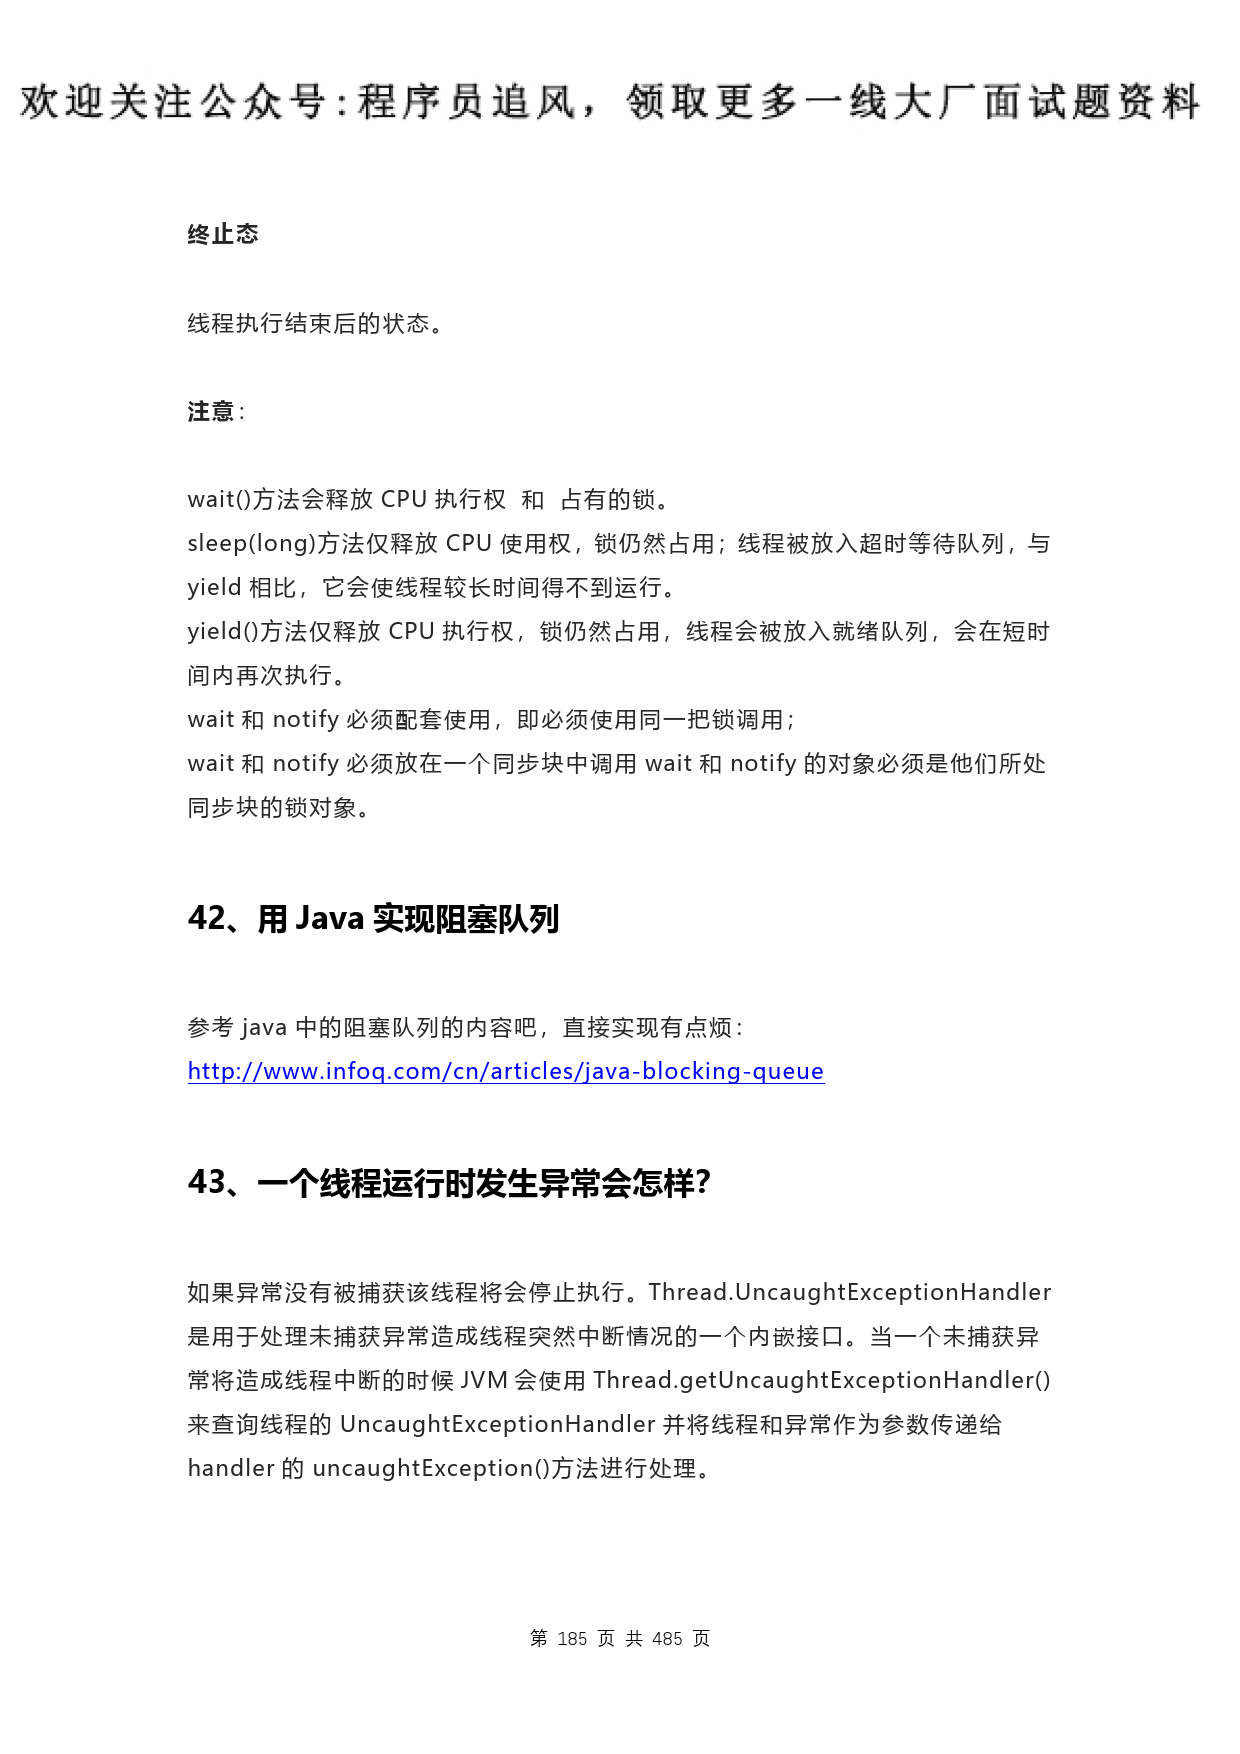 欢迎关注公众号:程序员追风，领取更多一线大厂面试题资料
终止态
线程执行结束后的状态。
注意：
wait()方法会释放 CPU 执行权 和 占有的锁。
sleep(long)方法仅释放 CPU 使用权，锁仍然占用；线程被放入超时等待队列，与
yield 相比，它会使线程较长时间得不到运行。
yield()方法仅释放 CPU 执行权，锁仍然占用，线程会被放入就绪队列，会在短时
间内再次执行。
wait 和 notify 必须配套使用，即必须使用同一把锁调用；
wait 和 notify 必须放在一个同步块中调用 wait 和 notify 的对象必须是他们所处
同步块的锁对象。
42、用 Java 实现阻塞队列
参考 java 中的阻塞队列的内容吧，直接实现有点烦：
http://www.infoq.com/cn/articles/java-blocking-queue
43、一个线程运行时发生异常会怎样？
如果异常没有被捕获该线程将会停止执行。Thread.UncaughtExceptionHandler
是用于处理未捕获异常造成线程突然中断情况的一个内嵌接口。当一个未捕获异
常将造成线程中断的时候 JVM 会使用 Thread.getUncaughtExceptionHandler()
来查询线程的 UncaughtExceptionHandler 并将线程和异常作为参数传递给
handler 的 uncaughtException()方法进行处理。
第 185 页 共 485 页